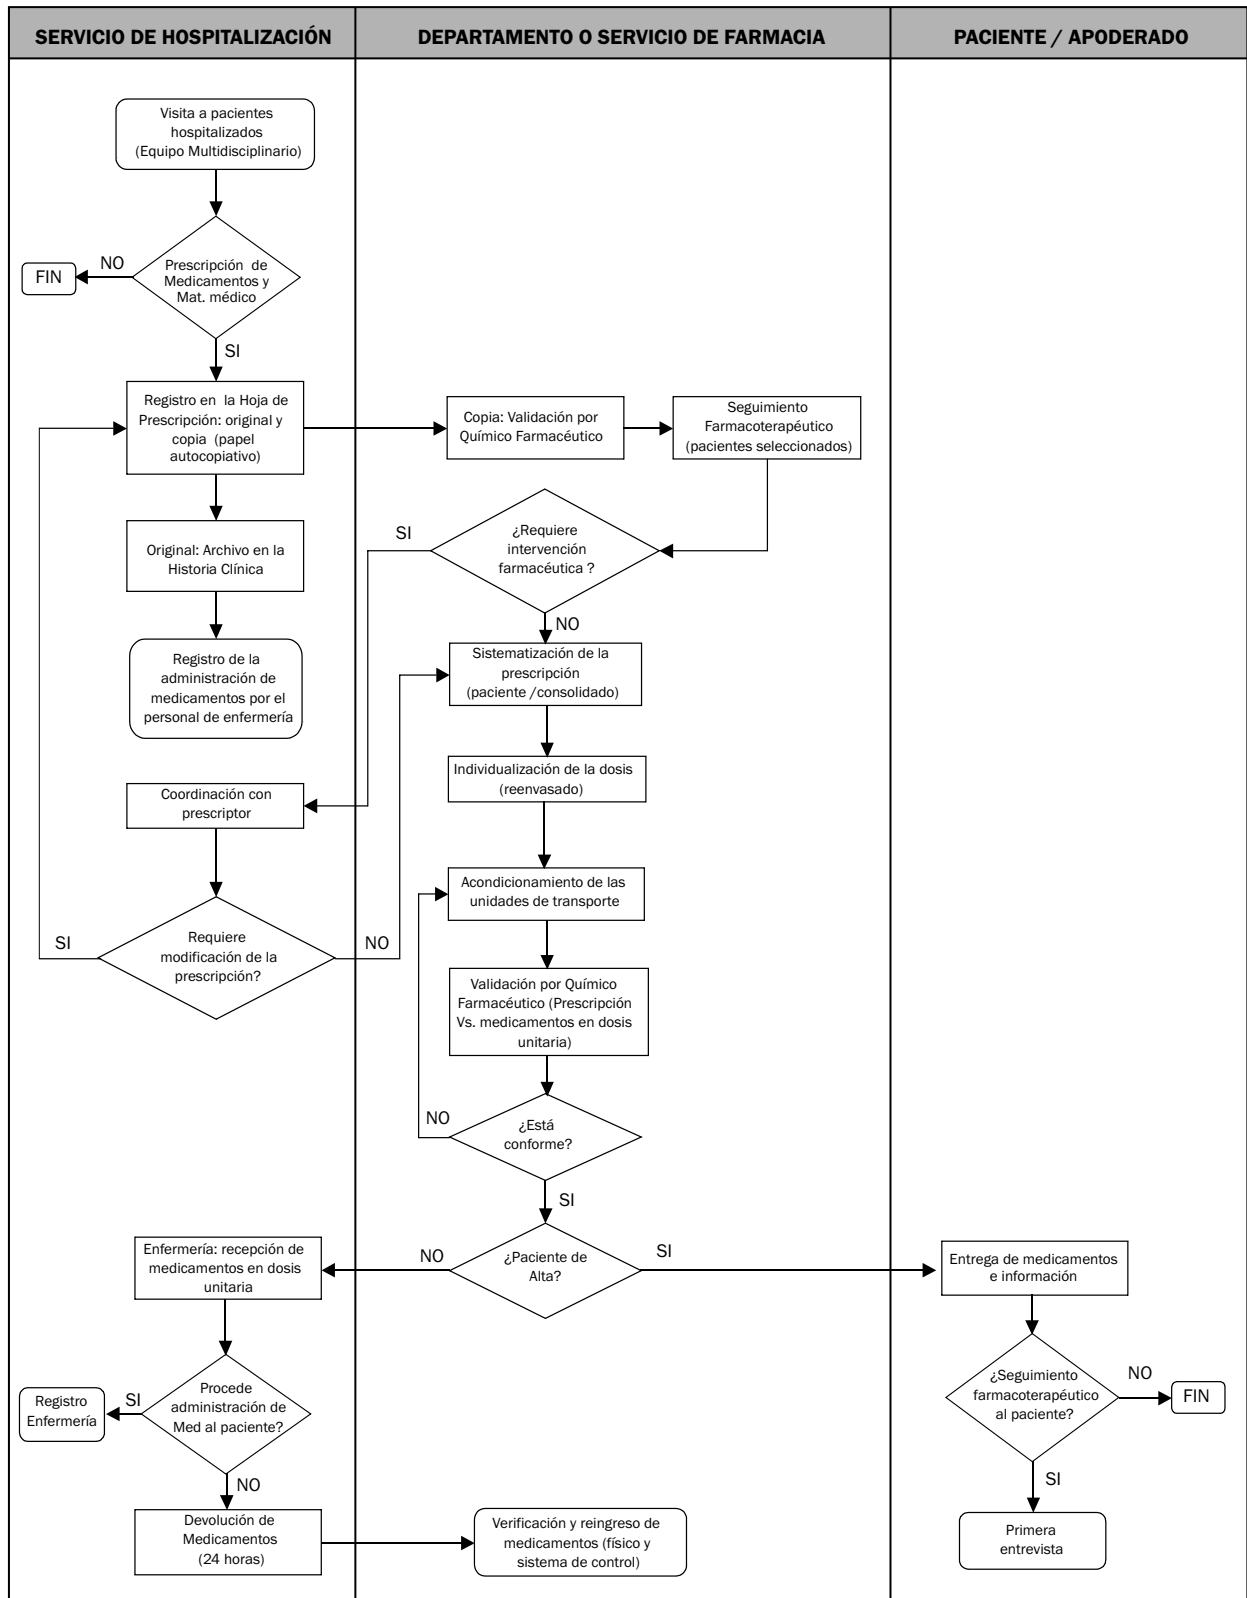 SERVICIO DE HOSPITALIZACIÓN
DEPARTAMENTO O SERVICIO DE FARMACIA
PACIENTE / APODERADO
Visita a pacientes
hospitalizados
(Equipo Multidisciplinario)
Prescripción de
Medicamentos y
Mat. médico
NO
FIN
SI
Registro en la Hoja de
Prescripción: original y
copia (papel
autocopiativo)
Copia: Validación por
Químico Farmacéutico
Seguimiento
Farmacoterapéutico
(pacientes seleccionados)
Original: Archivo en la
Historia Clínica
SI
¿Requiere
intervención
farmacéutica ?
NO
Registro de la
administración de
medicamentos por el
personal de enfermería
Sistematización de la
prescripción
(paciente /consolidado)
Individualización de la dosis
(reenvasado)
Coordinación con
prescriptor
Acondicionamiento de las
unidades de transporte
SI
Requiere
modificación de la
prescripción?
NO
Validación por Químico
Farmacéutico (Prescripción
Vs. medicamentos en dosis
unitaria)
NO
¿Está
conforme?
SI
Enfermería: recepción de
medicamentos en dosis
unitaria
NO
¿Paciente de
Alta?
SI
Entrega de medicamentos
e información
Registro
Enfermería
SI
Procede
administración de
Med al paciente?
NO
¿Seguimiento
farmacoterapéutico
al paciente?
NO
FIN
SI
Devolución de
Medicamentos
(24 horas)
Verificación y reingreso de
medicamentos (físico y
sistema de control)
Primera
entrevista